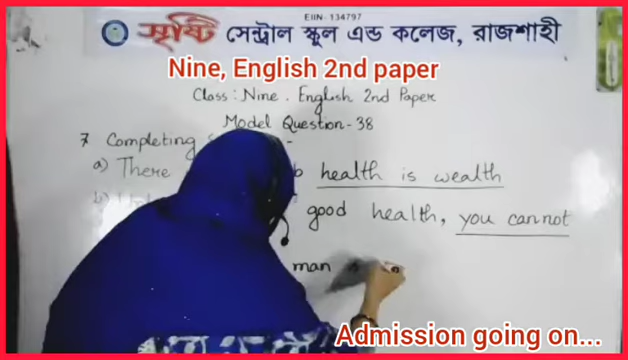 EIIN- 134797
সৃষ্টি সেন্ট্রাল স্কুল এন্ড কলেজ, রাজশাহী
Nine, English 2nd paper
Class : Nine . English 2nd Paper
Model Question - 38
7 Completing
a) There health is wealth
b) good health, you cannot
man
Admission going on...